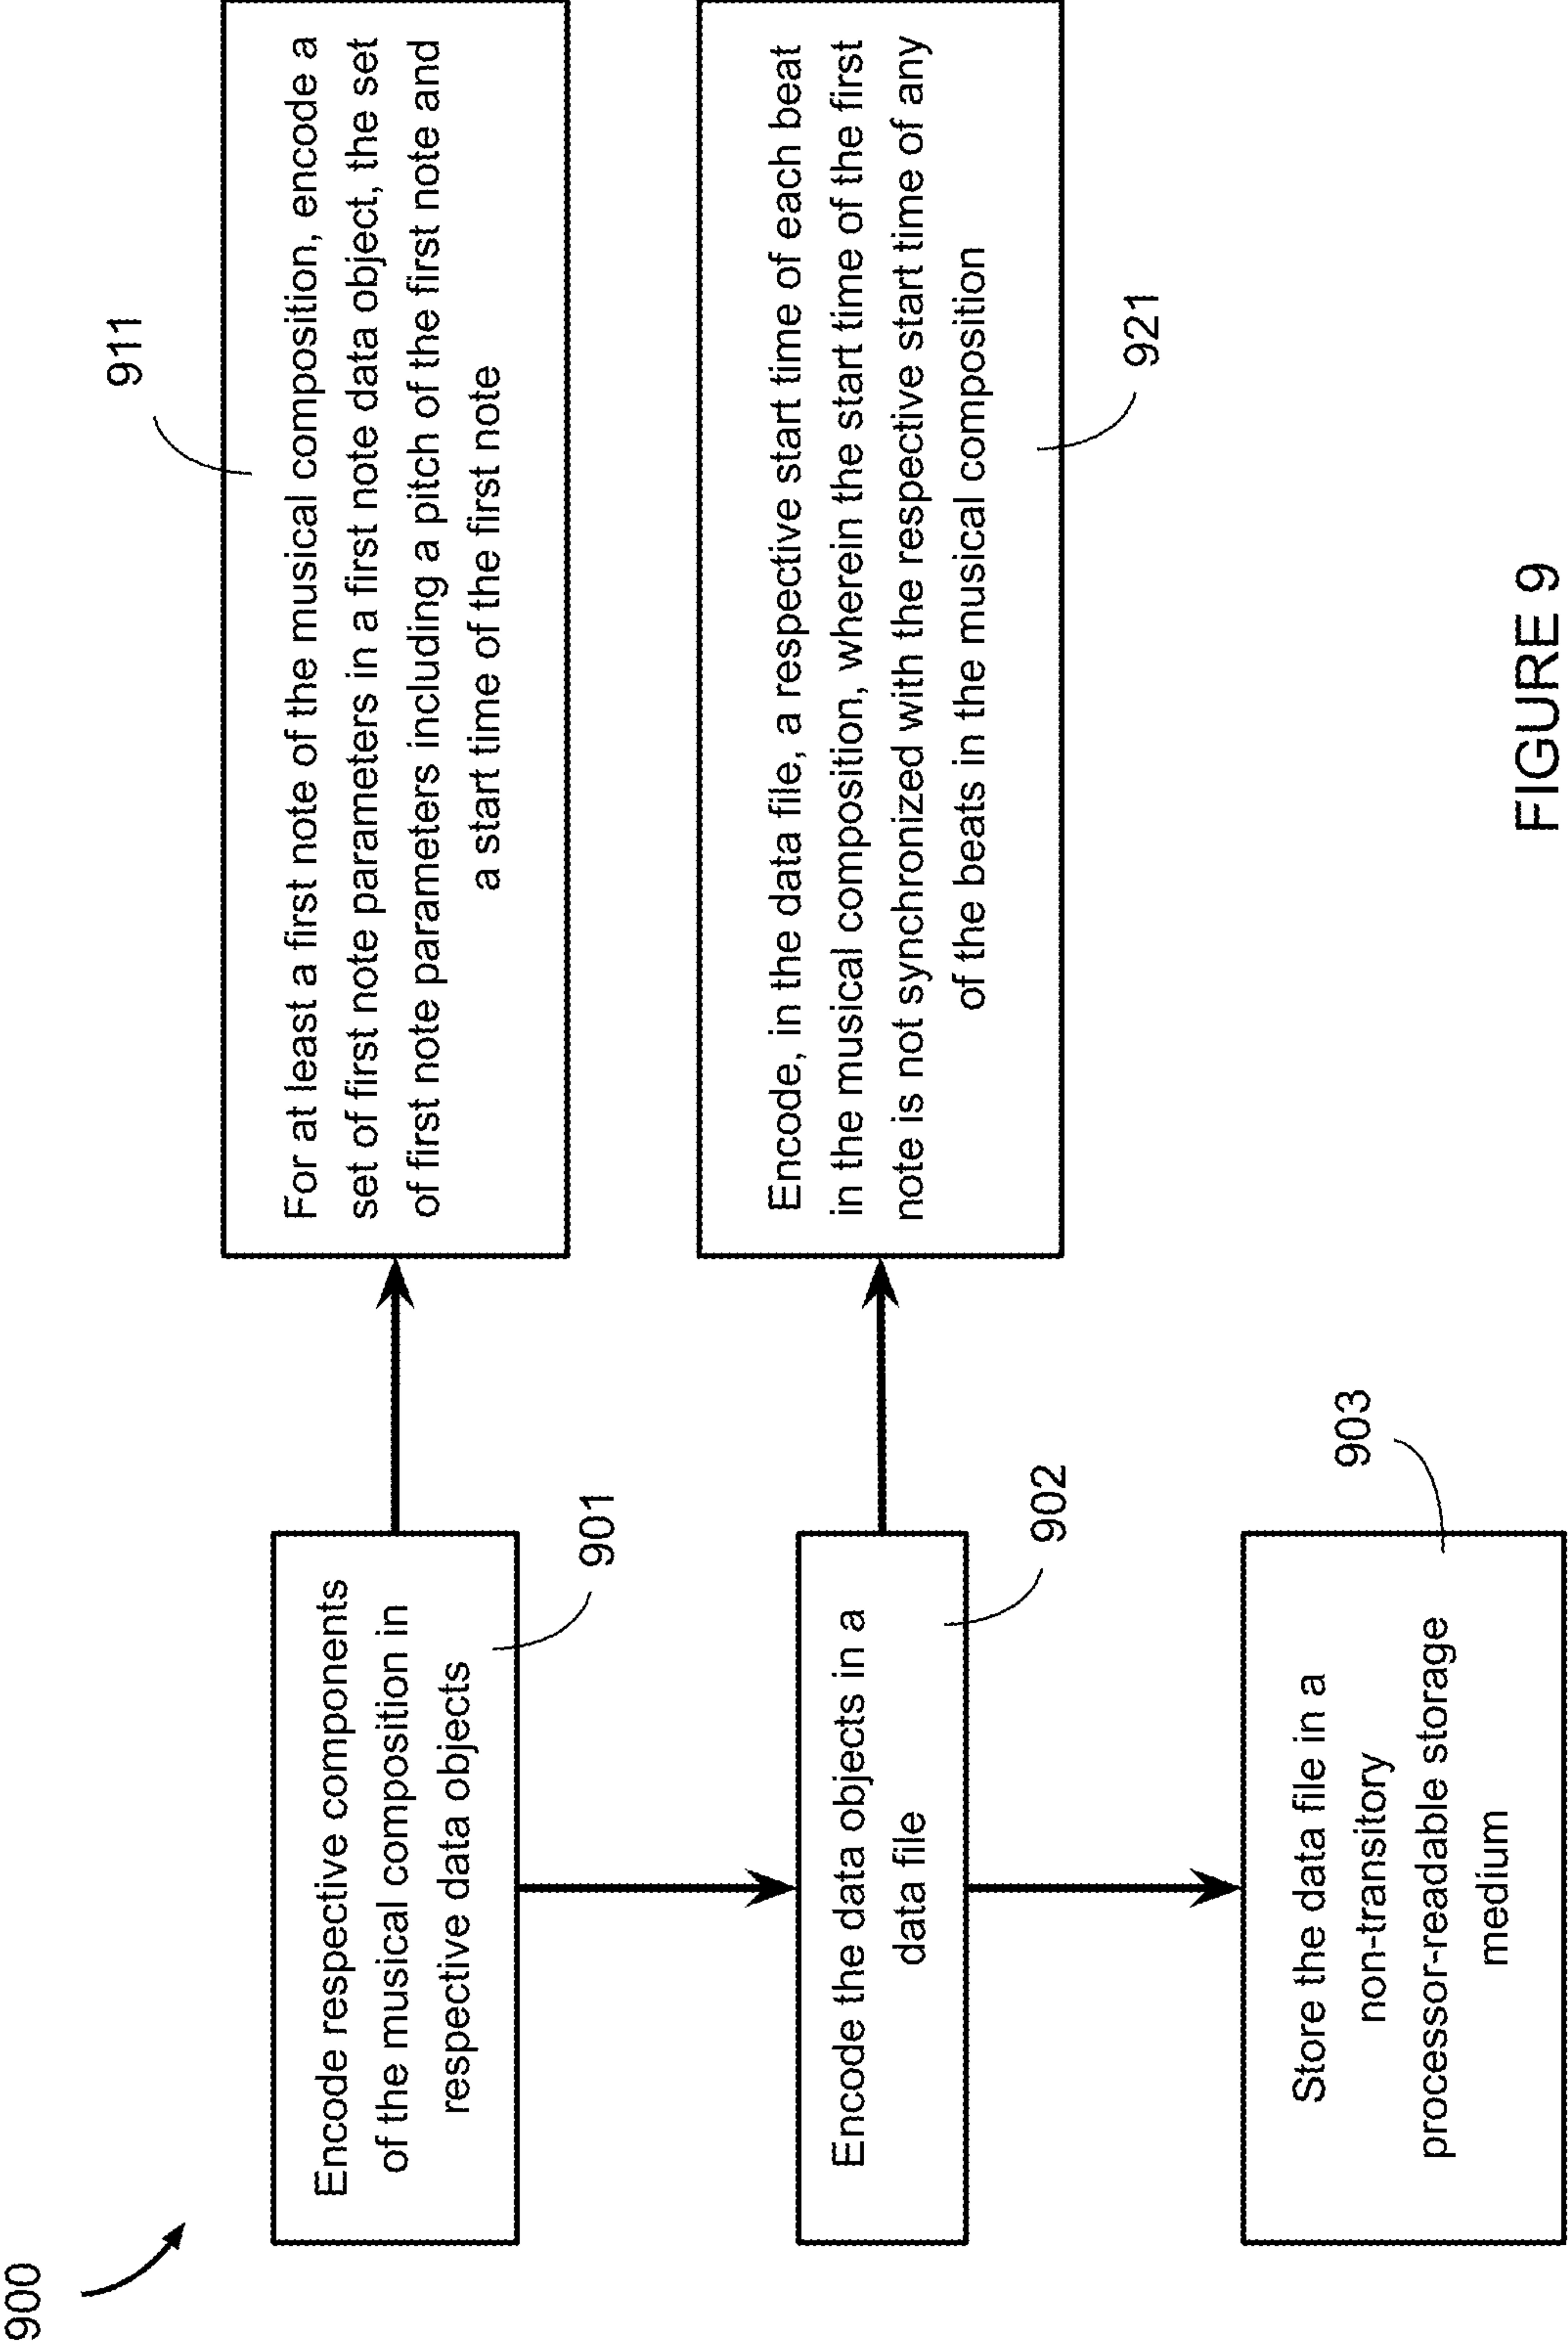 900
Encode respective components
of the musical composition in
respective data objects
901
For at least a first note of the musical composition, encode a
set of first note parameters in a first note data object, the set
of first note parameters including a pitch of the first note and
a start time of the first note
911
Encode the data objects in a
data file
902
Encode, in the data file, a respective start time of each beat
in the musical composition, wherein the start time of the first
note is not synchronized with the respective start time of any
of the beats in the musical composition
921
Store the data file in a
non-transitory
processor-readable storage
medium
903
FIGURE 9